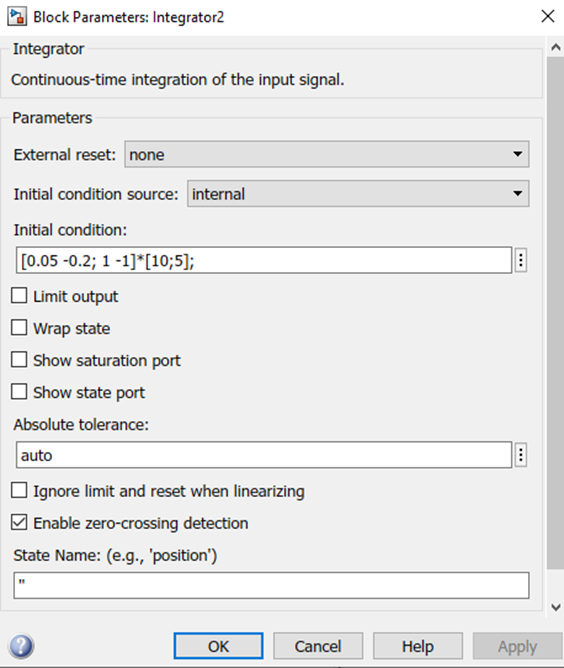 Block Parameters: Integrator2
Integrator
Continuous-time integration of the input signal.
Parameters
External reset: none
Initial condition source: internal
Initial condition:
[0.05 -0.2; 1 -1]*[10;5];
Limit output
Wrap state
Show saturation port
Show state port
Absolute tolerance:
auto
Ignore limit and reset when linearizing
Enable zero-crossing detection
State Name: (e.g., 'position')
''
OK Cancel Help Apply